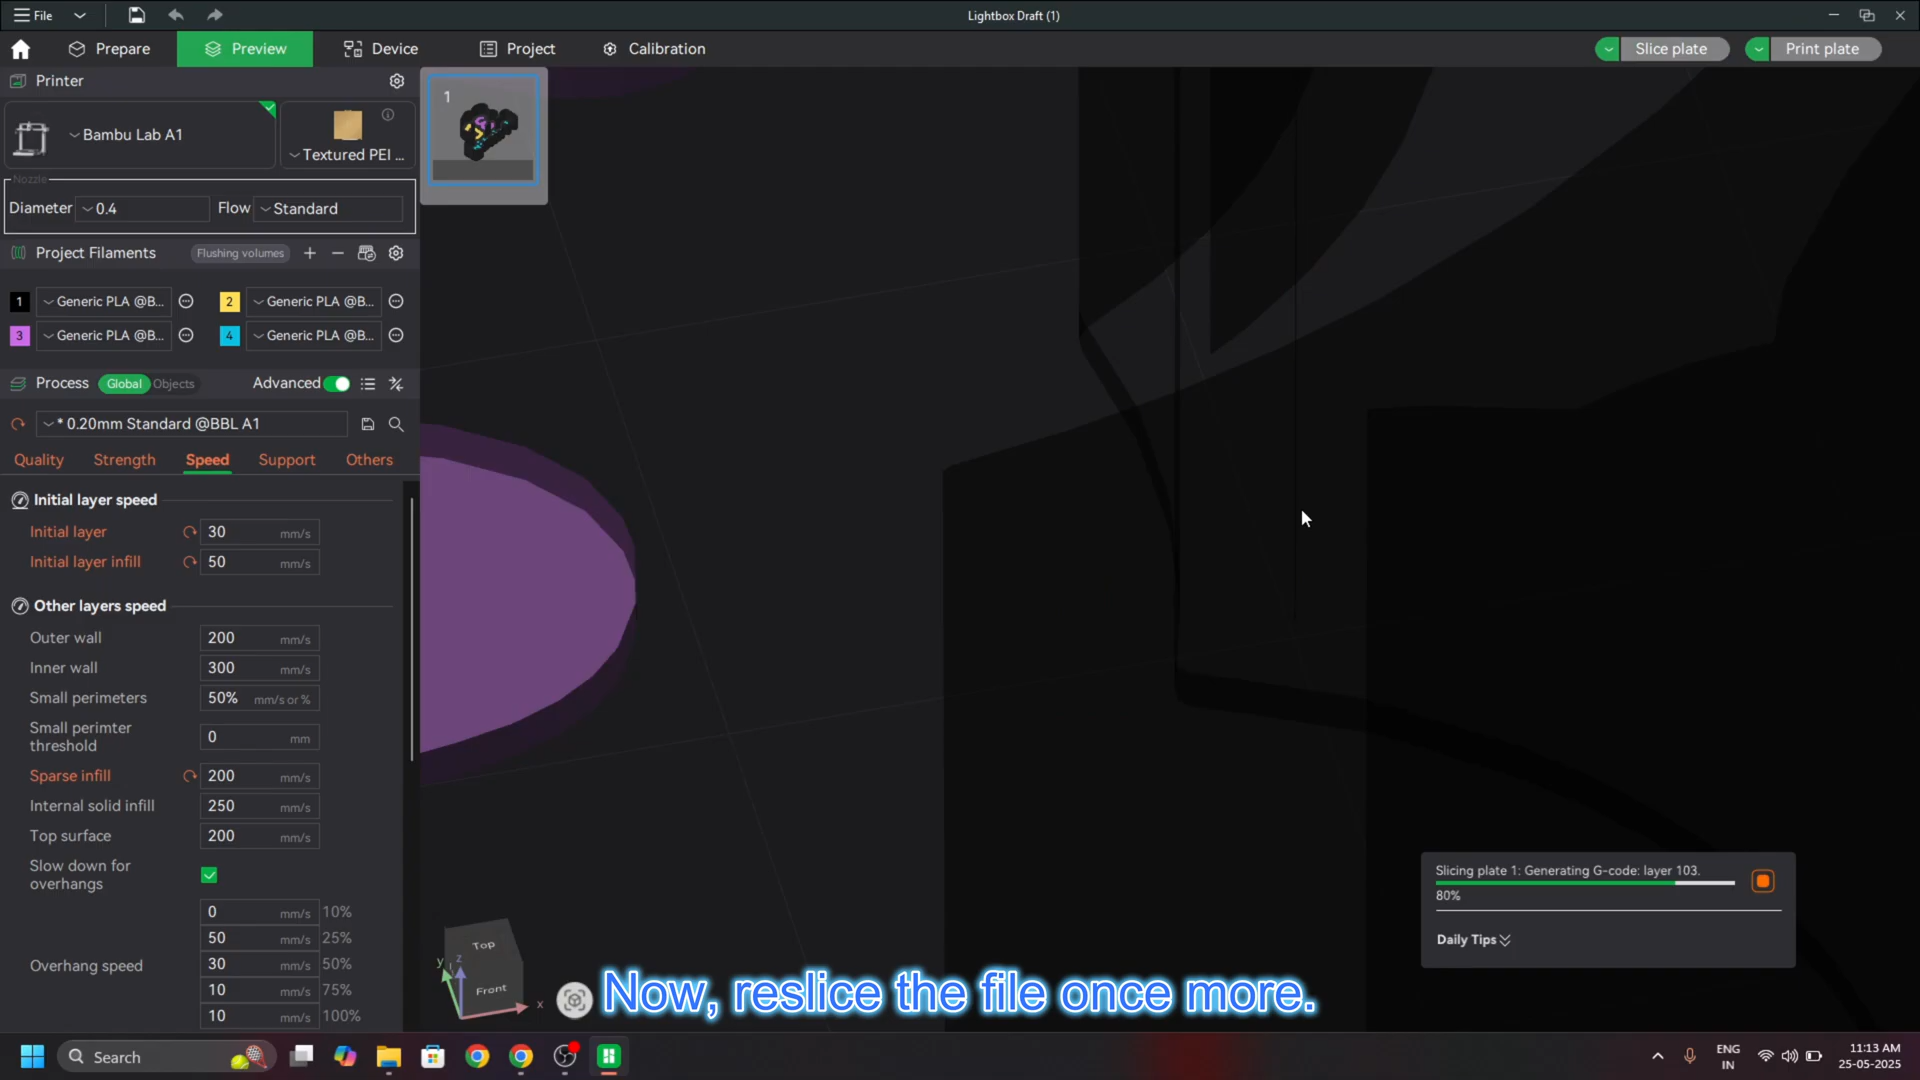 File
Lightbox Draft (1)
Prepare
Preview
Device
Project
Calibration
Slice plate
Print plate
Printer
Bambu Lab A1
Textured PEI ...
Nozzle
Diameter
0.4
Flow
Standard
Project Filaments
Flushing volumes
1 Generic PLA @B...
2 Generic PLA @B...
3 Generic PLA @B...
4 Generic PLA @B...
Process
Global
Objects
Advanced
* 0.20mm Standard @BBL A1
Quality
Strength
Speed
Support
Others
Initial layer speed
Initial layer 30 mm/s
Initial layer infill 50 mm/s
Other layers speed
Outer wall 200 mm/s
Inner wall 300 mm/s
Small perimeters 50% mm/s or %
Small perimter
threshold
0 mm
Sparse infill 200 mm/s
Internal solid infill 250 mm/s
Top surface 200 mm/s
Slow down for
overhangs
0 mm/s 10%
50 mm/s 25%
Overhang speed
30 mm/s 50%
10 mm/s 75%
10 mm/s 100%
1
Top
Front
x
y
z
Slicing plate 1: Generating G-code: layer 103.
80%
Daily Tips
Now, reslice the file once more.
Search
ENG
IN
11:13 AM
25-05-2025